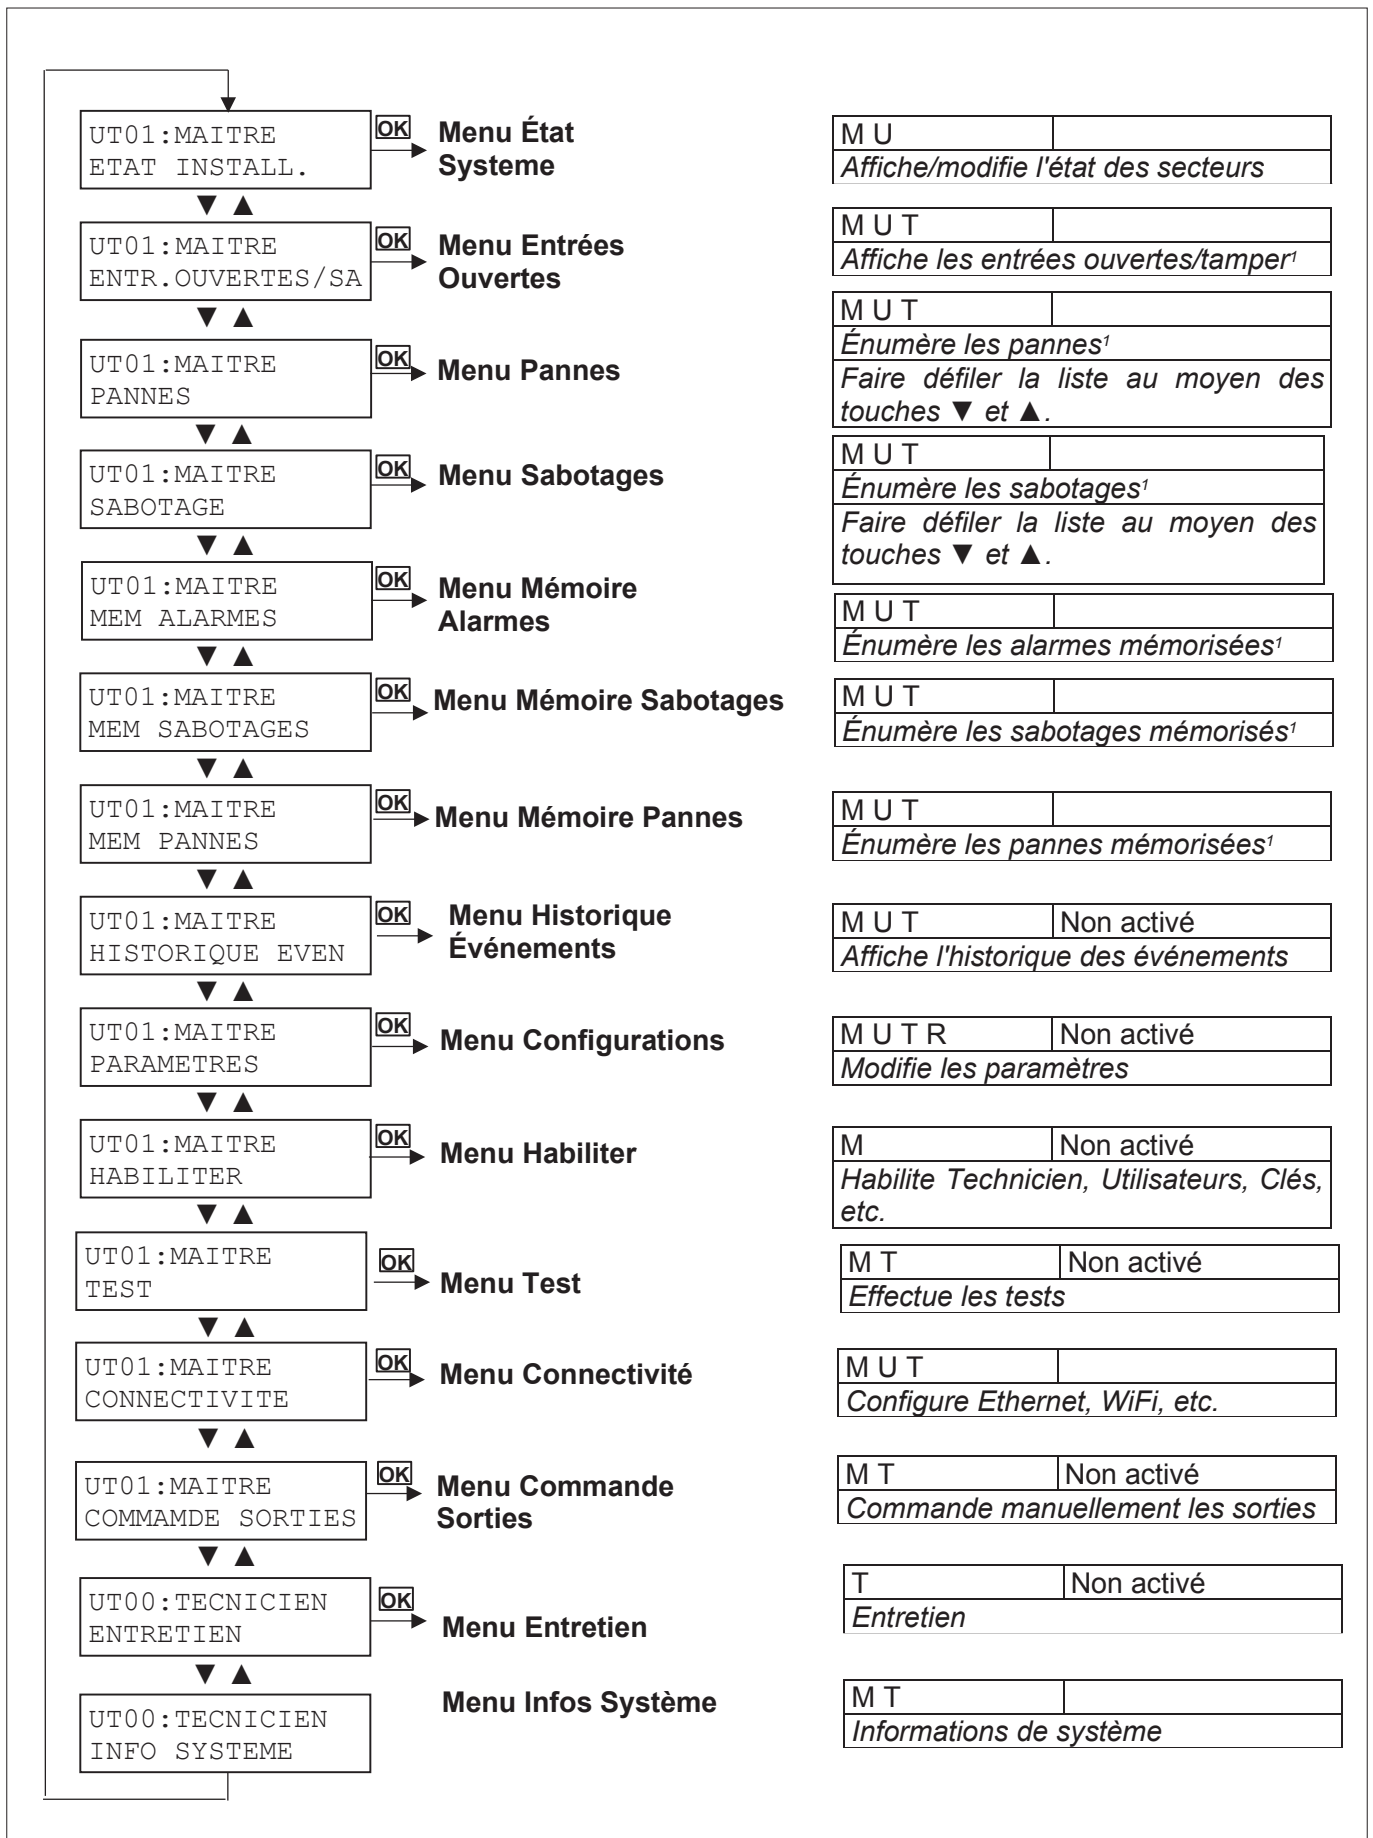 UT01:MAITRE
ETAT INSTALL.
OK
Menu État
Systeme
M U
Affiche/modifie l'état des secteurs
▼ ▲
UT01:MAITRE
ENTR.OUVERTES/SA
OK
Menu Entrées
Ouvertes
M U T
Affiche les entrées ouvertes/tamper¹
▼ ▲
UT01:MAITRE
PANNES
OK
Menu Pannes
M U T
Énumère les pannes¹
Faire défiler la liste au moyen des
touches ▼ et ▲.
▼ ▲
UT01:MAITRE
SABOTAGE
OK
Menu Sabotages
M U T
Énumère les sabotages¹
Faire défiler la liste au moyen des
touches ▼ et ▲.
▼ ▲
UT01:MAITRE
MEM ALARMES
OK
Menu Mémoire
Alarmes
M U T
Énumère les alarmes mémorisées¹
▼ ▲
UT01:MAITRE
MEM SABOTAGES
OK
Menu Mémoire Sabotages
M U T
Énumère les sabotages mémorisés¹
▼ ▲
UT01:MAITRE
MEM PANNES
OK
Menu Mémoire Pannes
M U T
Énumère les pannes mémorisées¹
▼ ▲
UT01:MAITRE
HISTORIQUE EVEN
OK
Menu Historique
Événements
M U T Non activé
Affiche l'historique des événements
▼ ▲
UT01:MAITRE
PARAMETRES
OK
Menu Configurations
M U T R Non activé
Modifie les paramètres
▼ ▲
UT01:MAITRE
HABILITER
OK
Menu Habiliter
M Non activé
Habilite Technicien, Utilisateurs, Clés,
etc.
▼ ▲
UT01:MAITRE
TEST
OK
Menu Test
M T Non activé
Effectue les tests
▼ ▲
UT01:MAITRE
CONNECTIVITE
OK
Menu Connectivité
M U T
Configure Ethernet, WiFi, etc.
▼ ▲
UT01:MAITRE
COMMAMDE SORTIES
OK
Menu Commande
Sorties
M T Non activé
Commande manuellement les sorties
▼ ▲
UT00:TECNICIEN
ENTRETIEN
OK
Menu Entretien
T Non activé
Entretien
▼ ▲
UT00:TECNICIEN
INFO SYSTEME
Menu Infos Système
M T
Informations de système